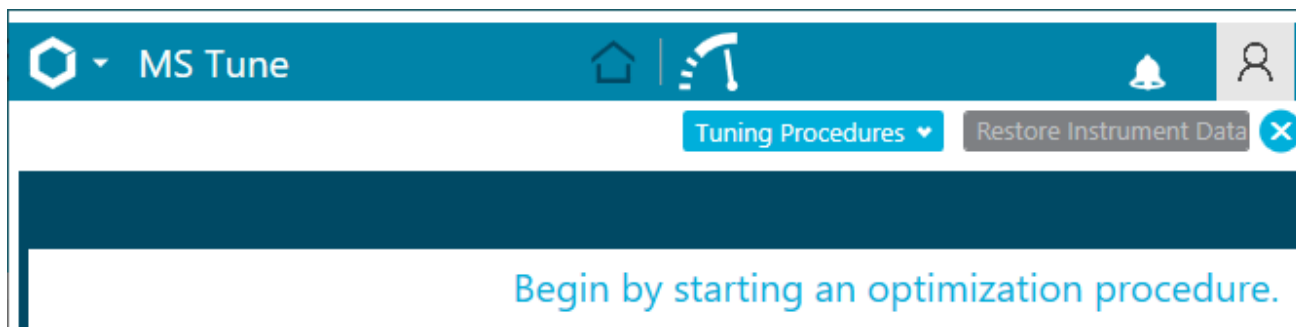 MS Tune
Tuning Procedures
Restore Instrument Data
Begin by starting an optimization procedure.